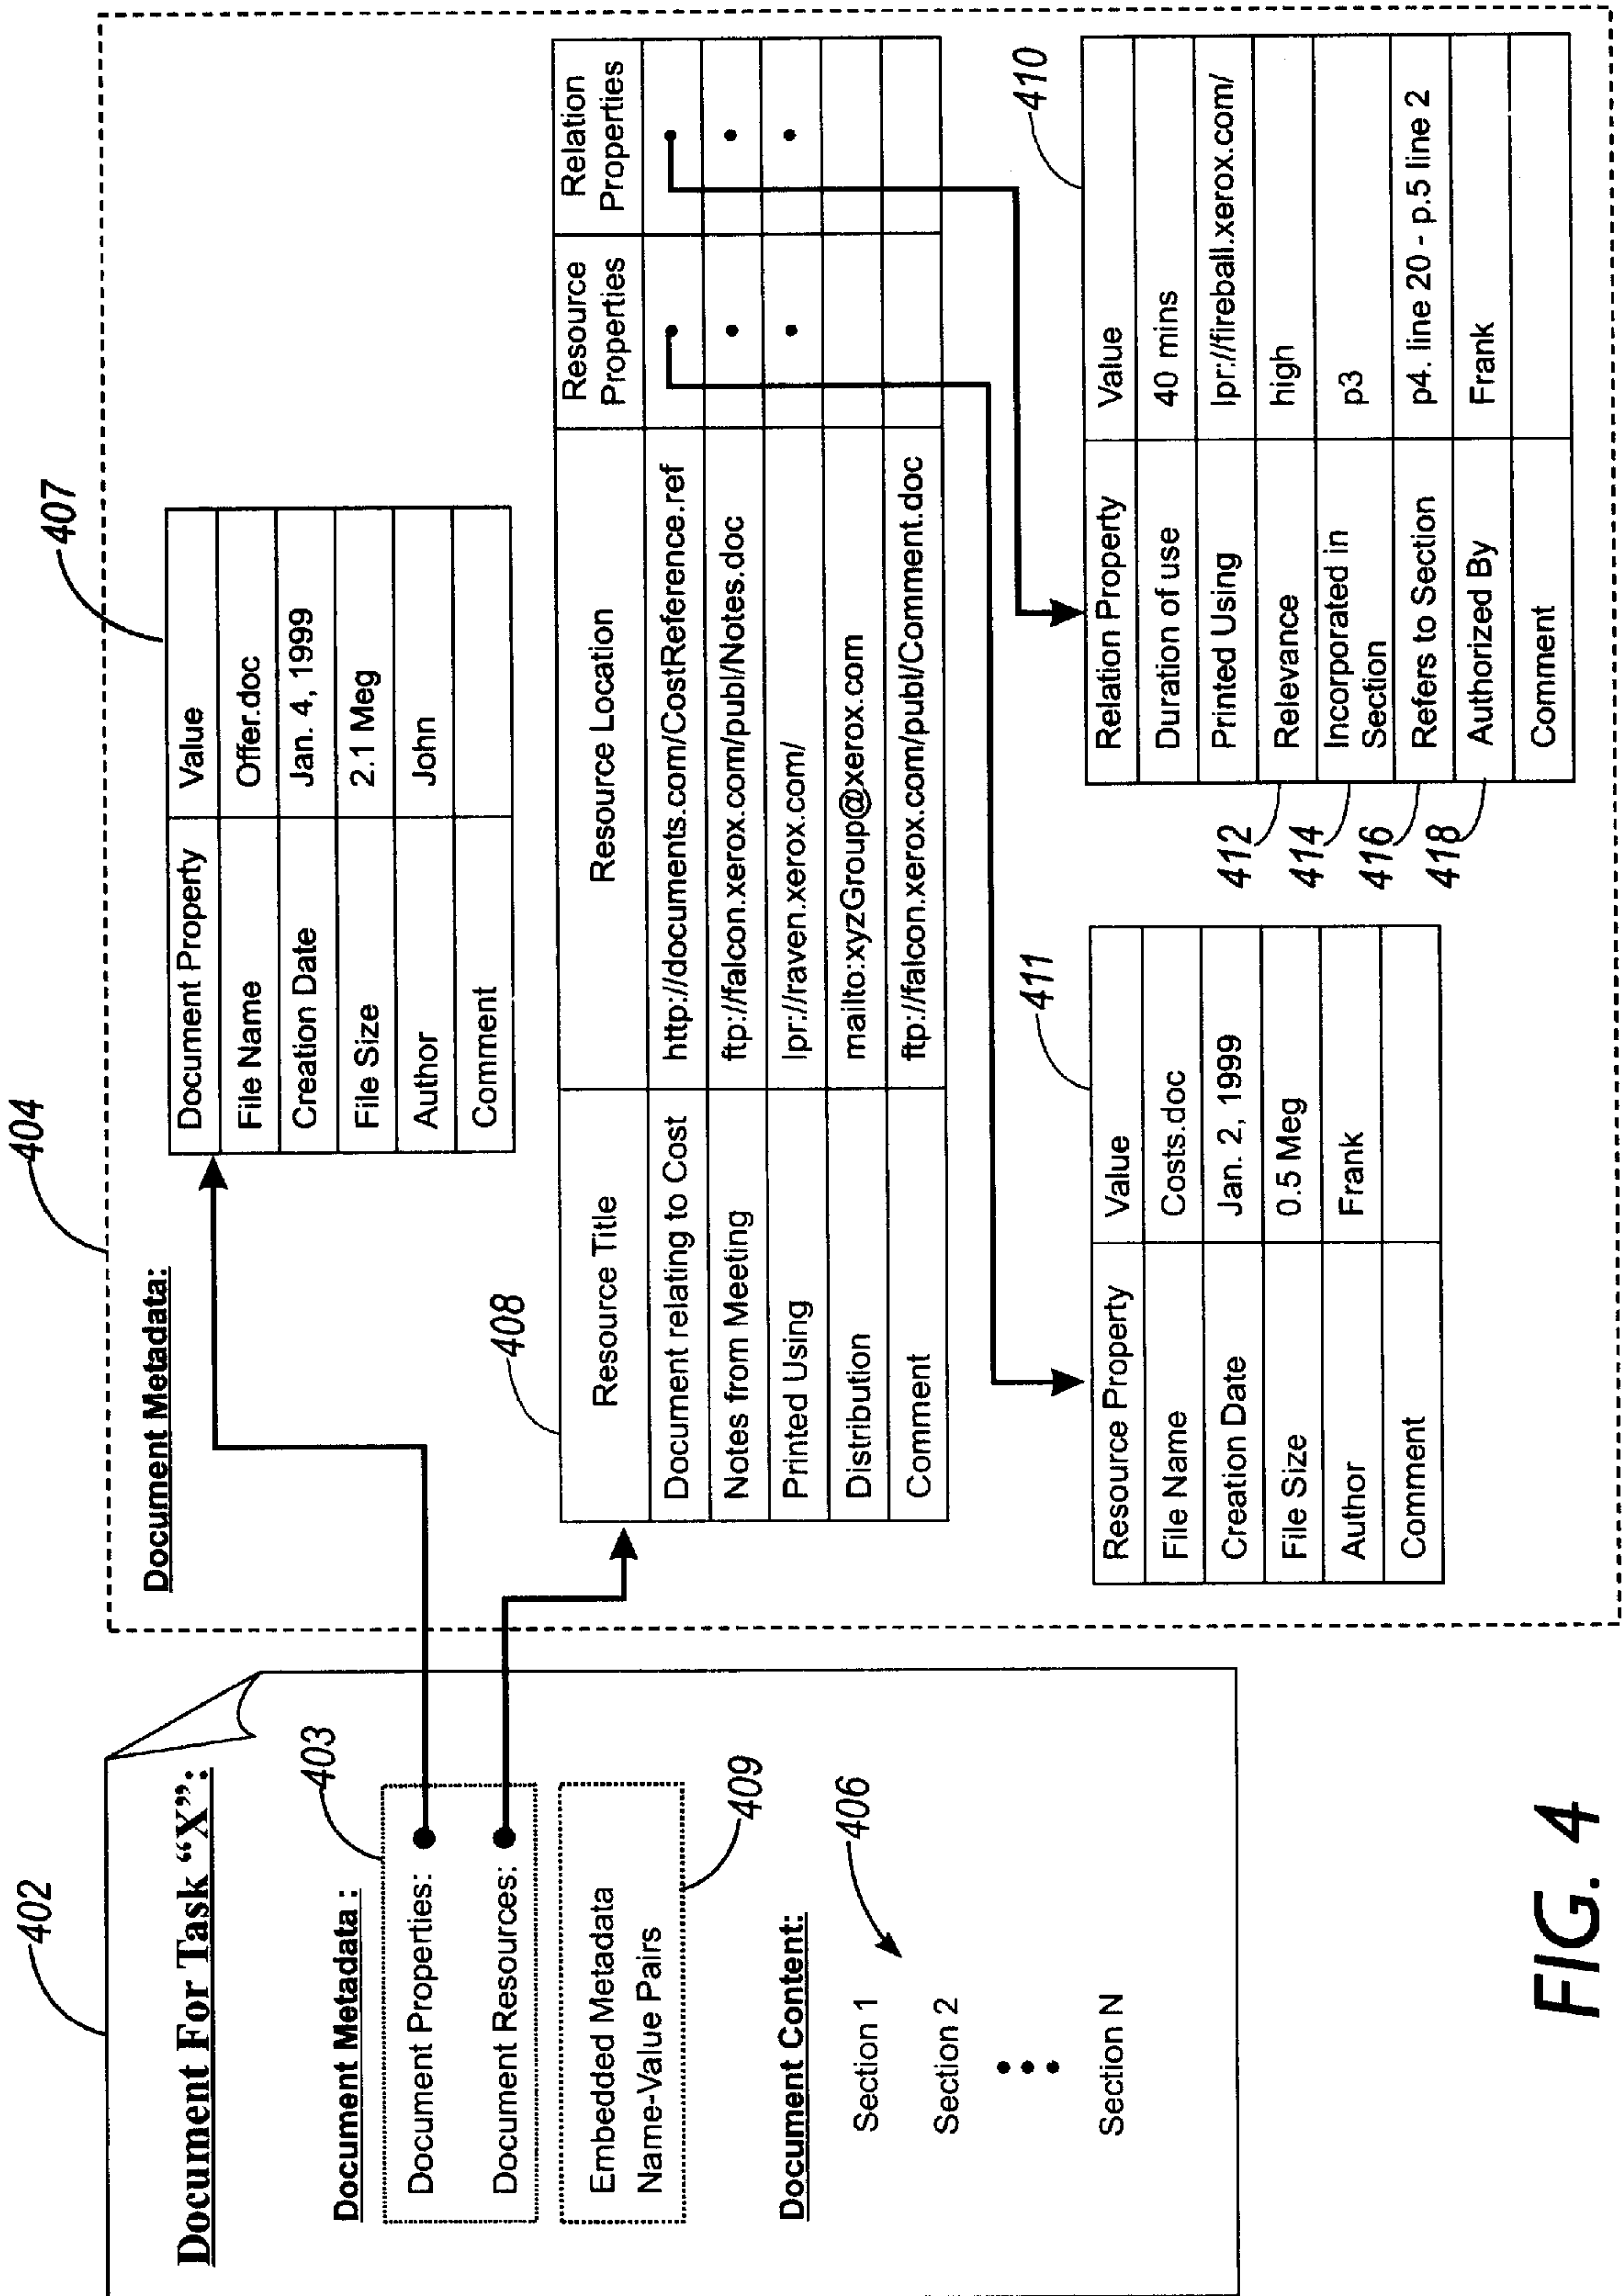 402
Document For Task “X”:
Document Metadata :
403
Document Properties:
Document Resources:
Embedded Metadata
Name-Value Pairs
409
Document Content:
406
Section 1
Section 2
Section N
404
Document Metadata:
407
Document Property Value
File Name Offer.doc
Creation Date Jan. 4, 1999
File Size 2.1 Meg
Author John
Comment
408
Resource Title Resource Location Resource Properties Relation Properties
Document relating to Cost http://documents.com/CostReference.ref
Notes from Meeting ftp://falcon.xerox.com/publ/Notes.doc
Printed Using lpr://raven.xerox.com/
Distribution mailto:xyzGroup@xerox.com
Comment ftp://falcon.xerox.com/publ/Comment.doc
411
Resource Property Value
File Name Costs.doc
Creation Date Jan. 2, 1999
File Size 0.5 Meg
Author Frank
Comment
410
Relation Property Value
Duration of use 40 mins
Printed Using lpr://fireball.xerox.com/
412 Relevance high
414 Incorporated in Section p3
416 Refers to Section p4. line 20 - p.5 line 2
418 Authorized By Frank
Comment
FIG. 4